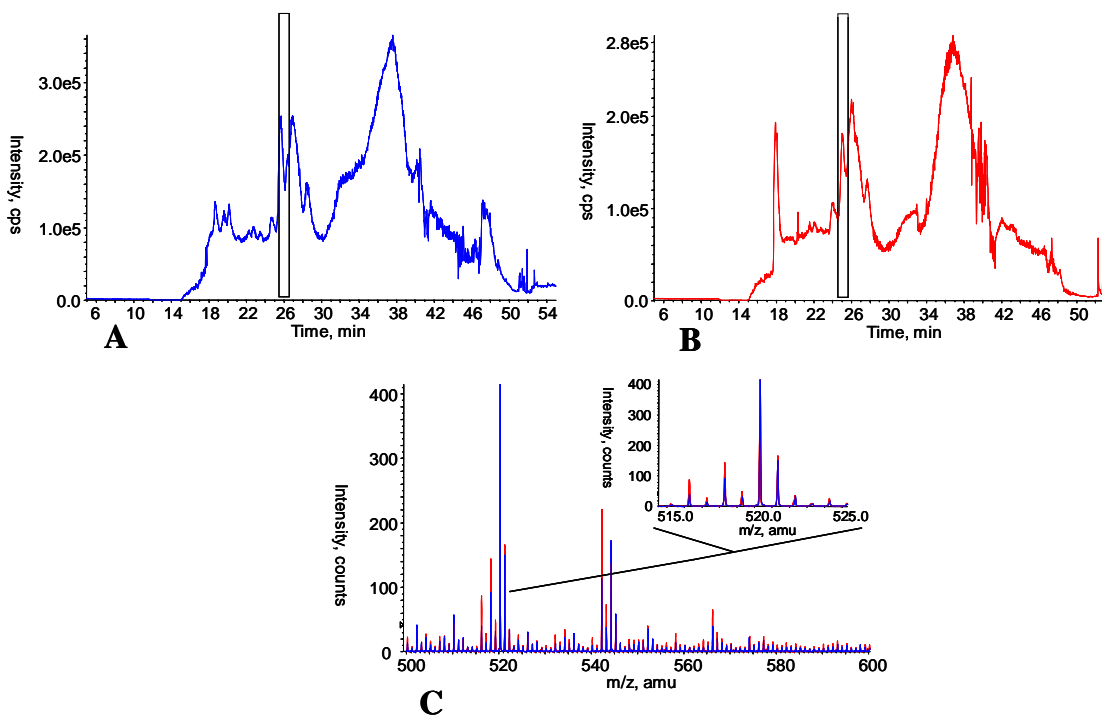 3.0e5
2.0e5
1.0e5
0.0
Intensity, cps
6 10 14 18 22 26 30 34 38 42 46 50 54
Time, min
A
2.8e5
2.0e5
1.0e5
0.0
Intensity, cps
6 10 14 18 22 26 30 34 38 42 46 50
Time, min
B
400
300
200
100
0
Intensity, counts
500 520 540 560 580 600
m/z, amu
C
400
300
200
100
0
Intensity, counts
515.0 520.0 525.0
m/z, amu